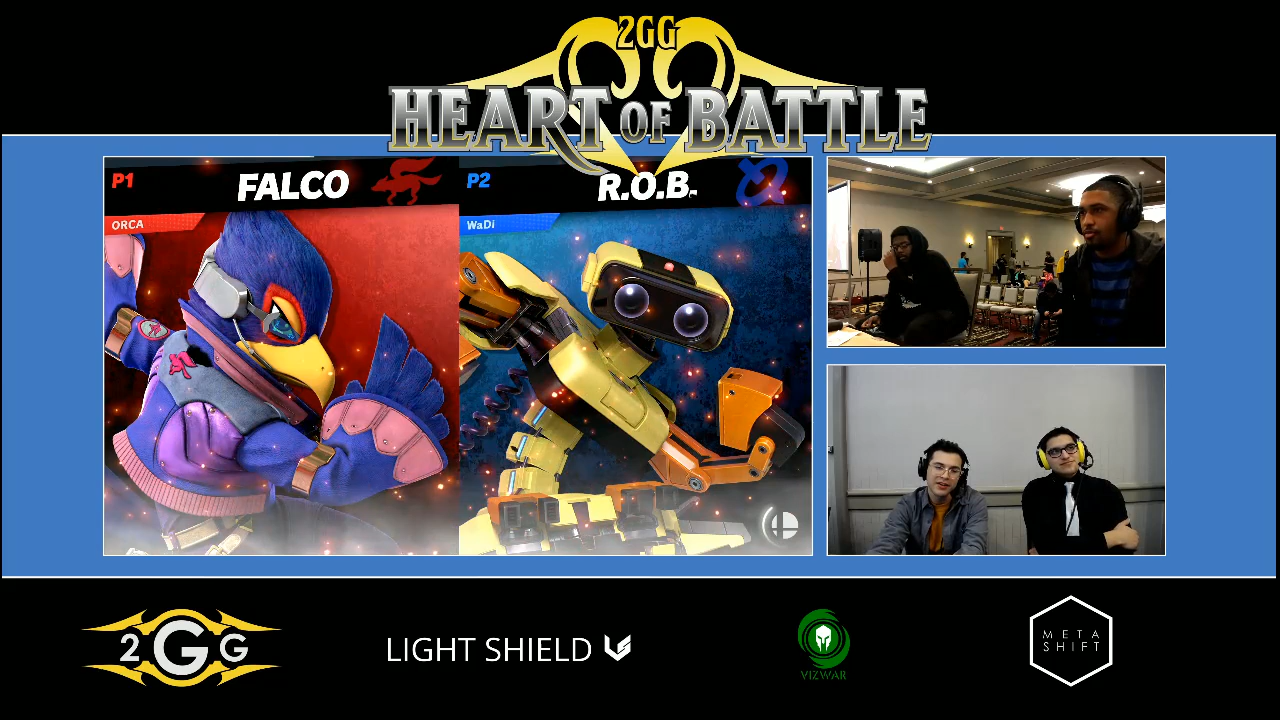 2GG
HEART OF BATTLE
P1
FALCO
ORCA
P2
R.O.B.
WaDi
2GG
LIGHT SHIELD
VIZWAR
META
SHIFT